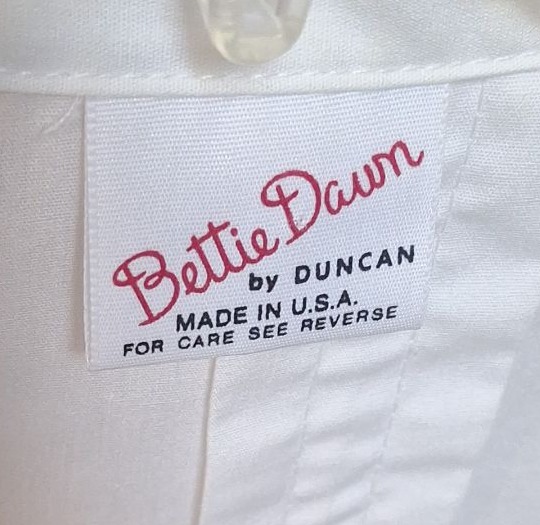 Bettie Dawn
by DUNCAN
MADE IN U.S.A.
FOR CARE SEE REVERSE